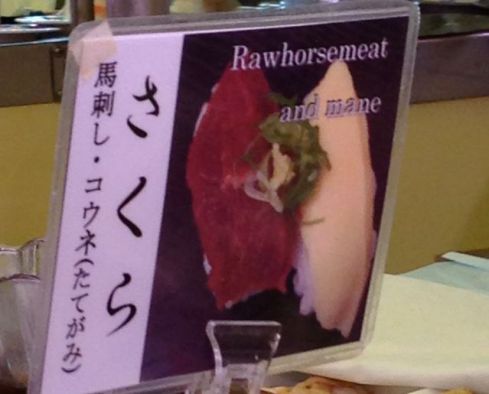 さくら
馬刺し・コウネ(たてがみ)
Rawhorsemeat
and mane